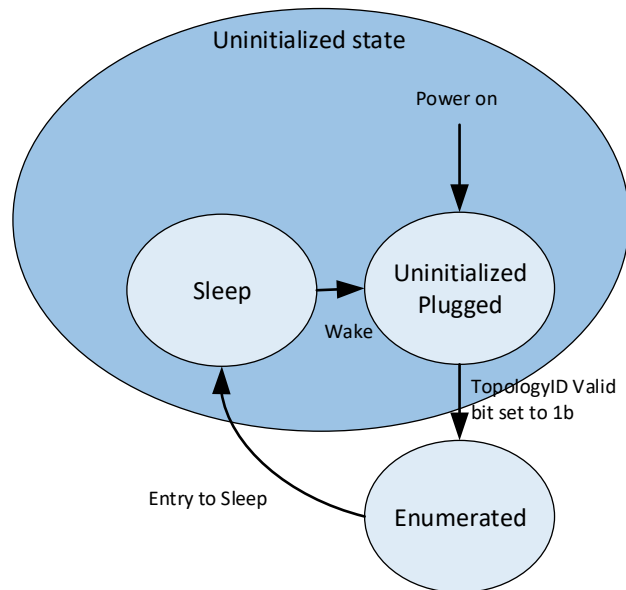 Uninitialized state
Power on
Sleep
Uninitialized
Plugged
Wake
TopologyID Valid
bit set to 1b
Entry to Sleep
Enumerated